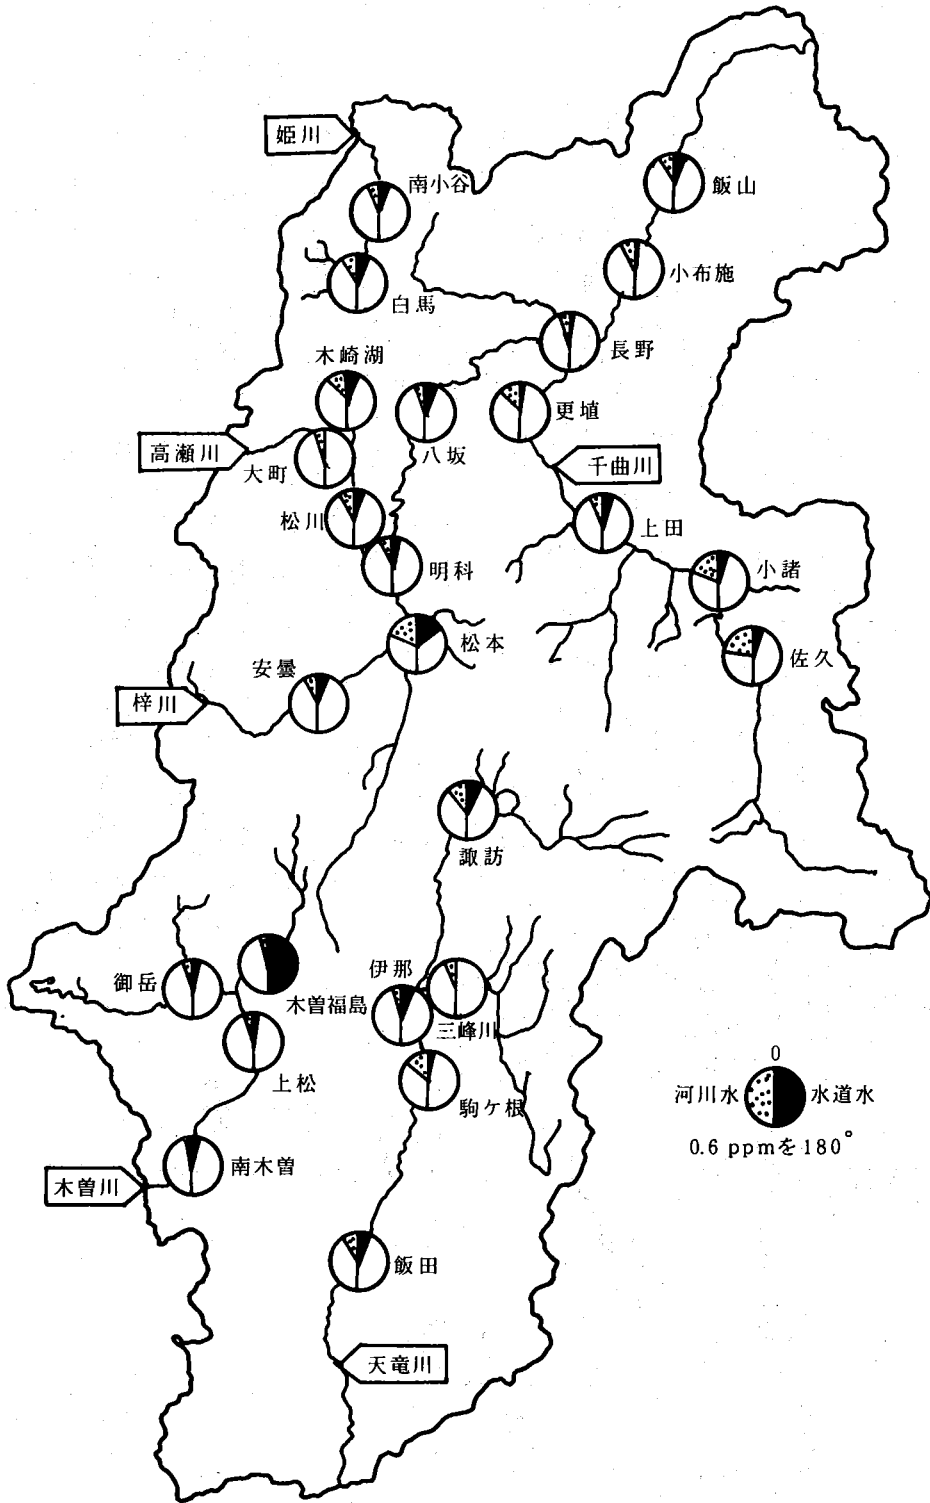 姫川
南小谷
飯山
白馬
小布施
長野
木崎湖
更埴
高瀬川
大町
八坂
千曲川
松川
上田
明科
小諸
松本
佐久
安曇
梓川
諏訪
御岳
木曽福島
伊那
三峰川
上松
駒ケ根
0
河川水
水道水
0.6 ppmを180°
南木曽
木曽川
飯田
天竜川